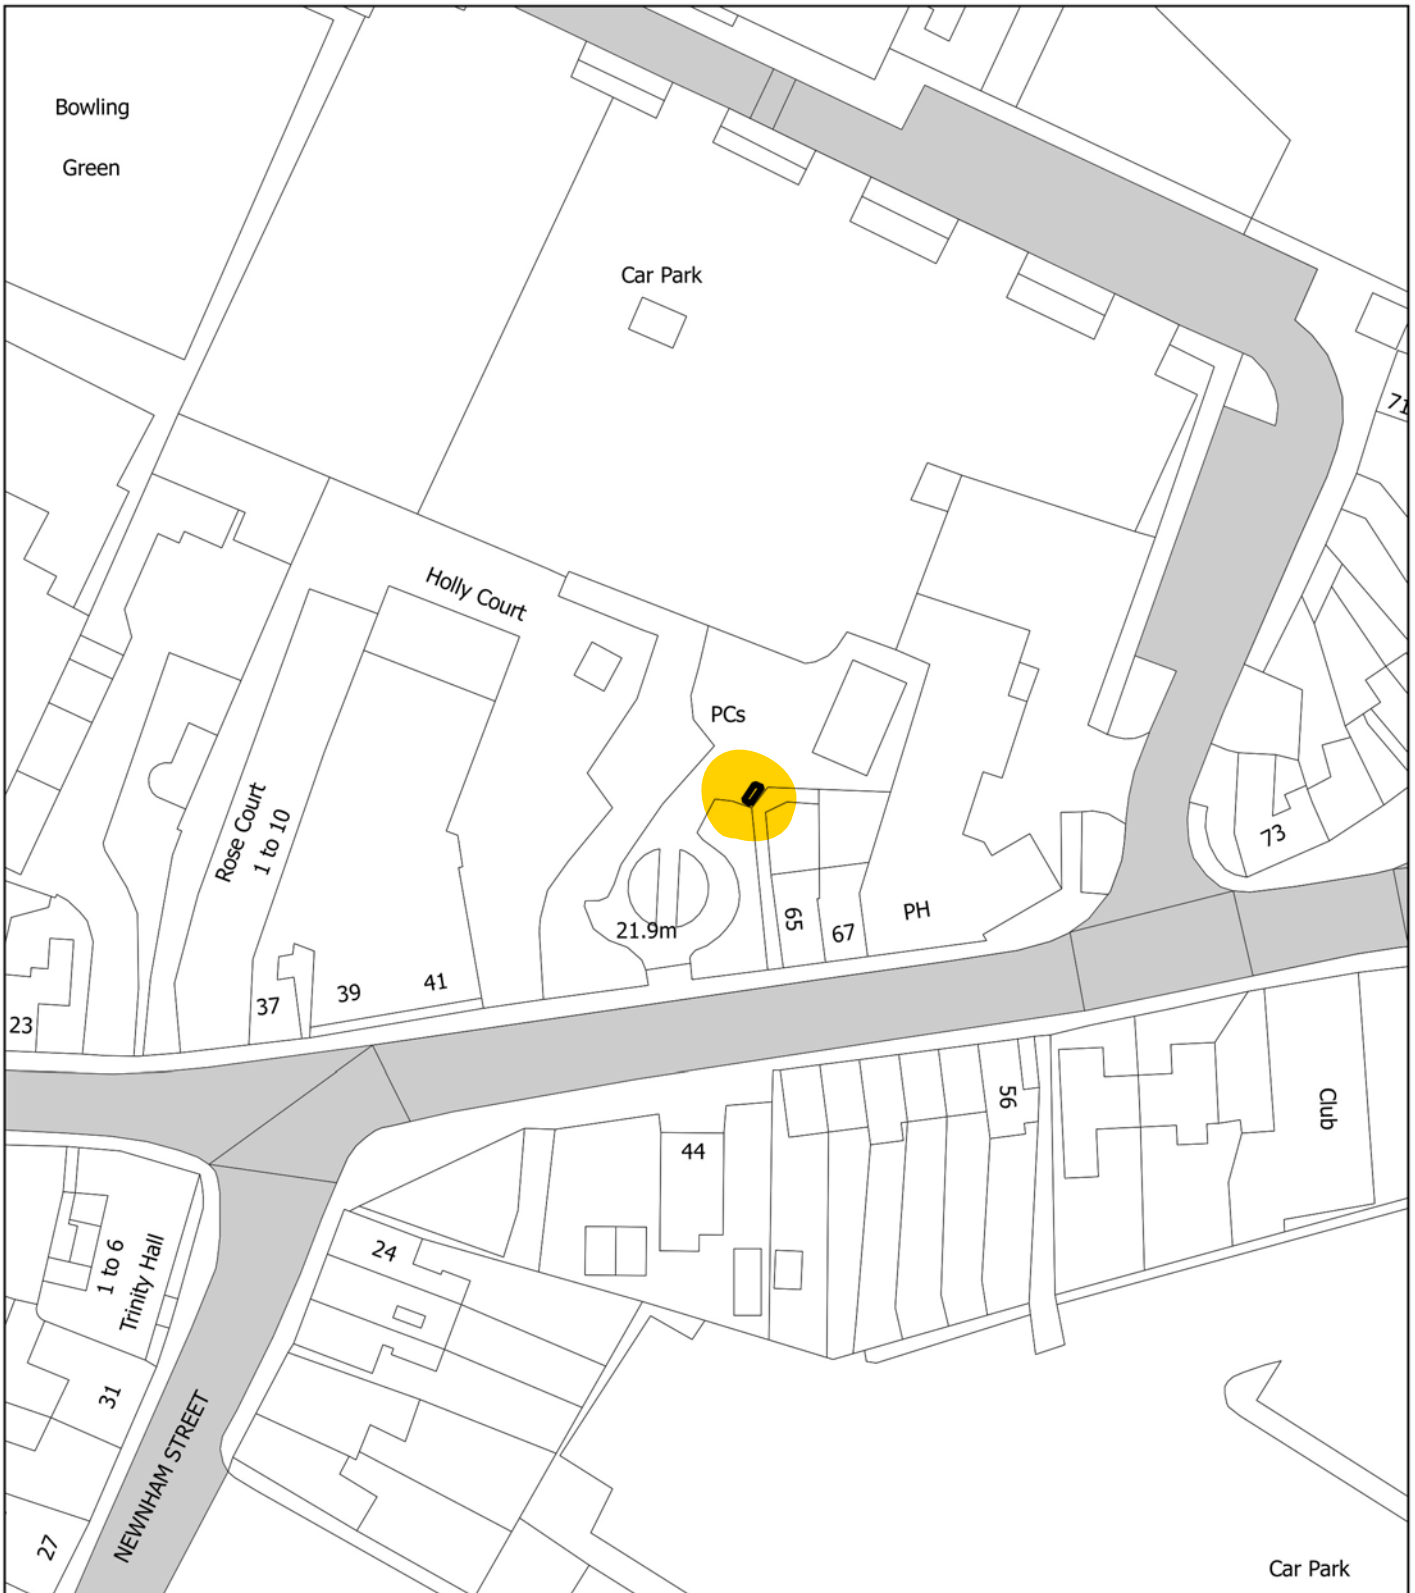 Bowling
Green
Car Park
71
Holly Court
PCs
Rose Court
1 to 10
73
65
67
PH
21.9m
37
39
41
23
56
Club
44
24
1 to 6
Trinity Hall
31
NEWNHAM STREET
27
Car Park